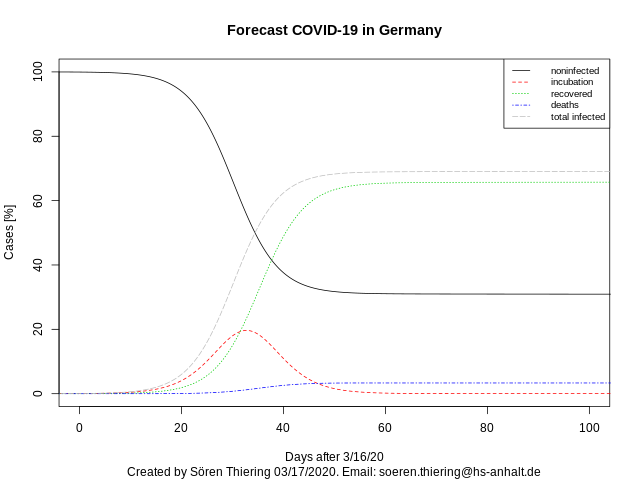 Forecast COVID-19 in Germany
noninfected
incubation
recovered
deaths
total infected
Cases [%]
100
80
60
40
20
0
0 20 40 60 80 100
Days after 3/16/20
Created by Sören Thiering 03/17/2020. Email: soeren.thiering@hs-anhalt.de